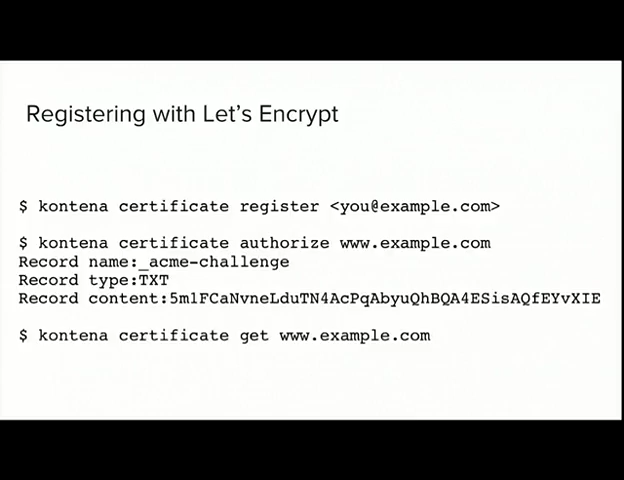 Registering with Let's Encrypt
$ kontena certificate register <you@example.com>
$ kontena certificate authorize www.example.com
Record name:_acme-challenge
Record type:TXT
Record content:5m1FCaNvneLduTN4AcPqAbyuQhBQA4ESisAQfEYvXIE
$ kontena certificate get www.example.com